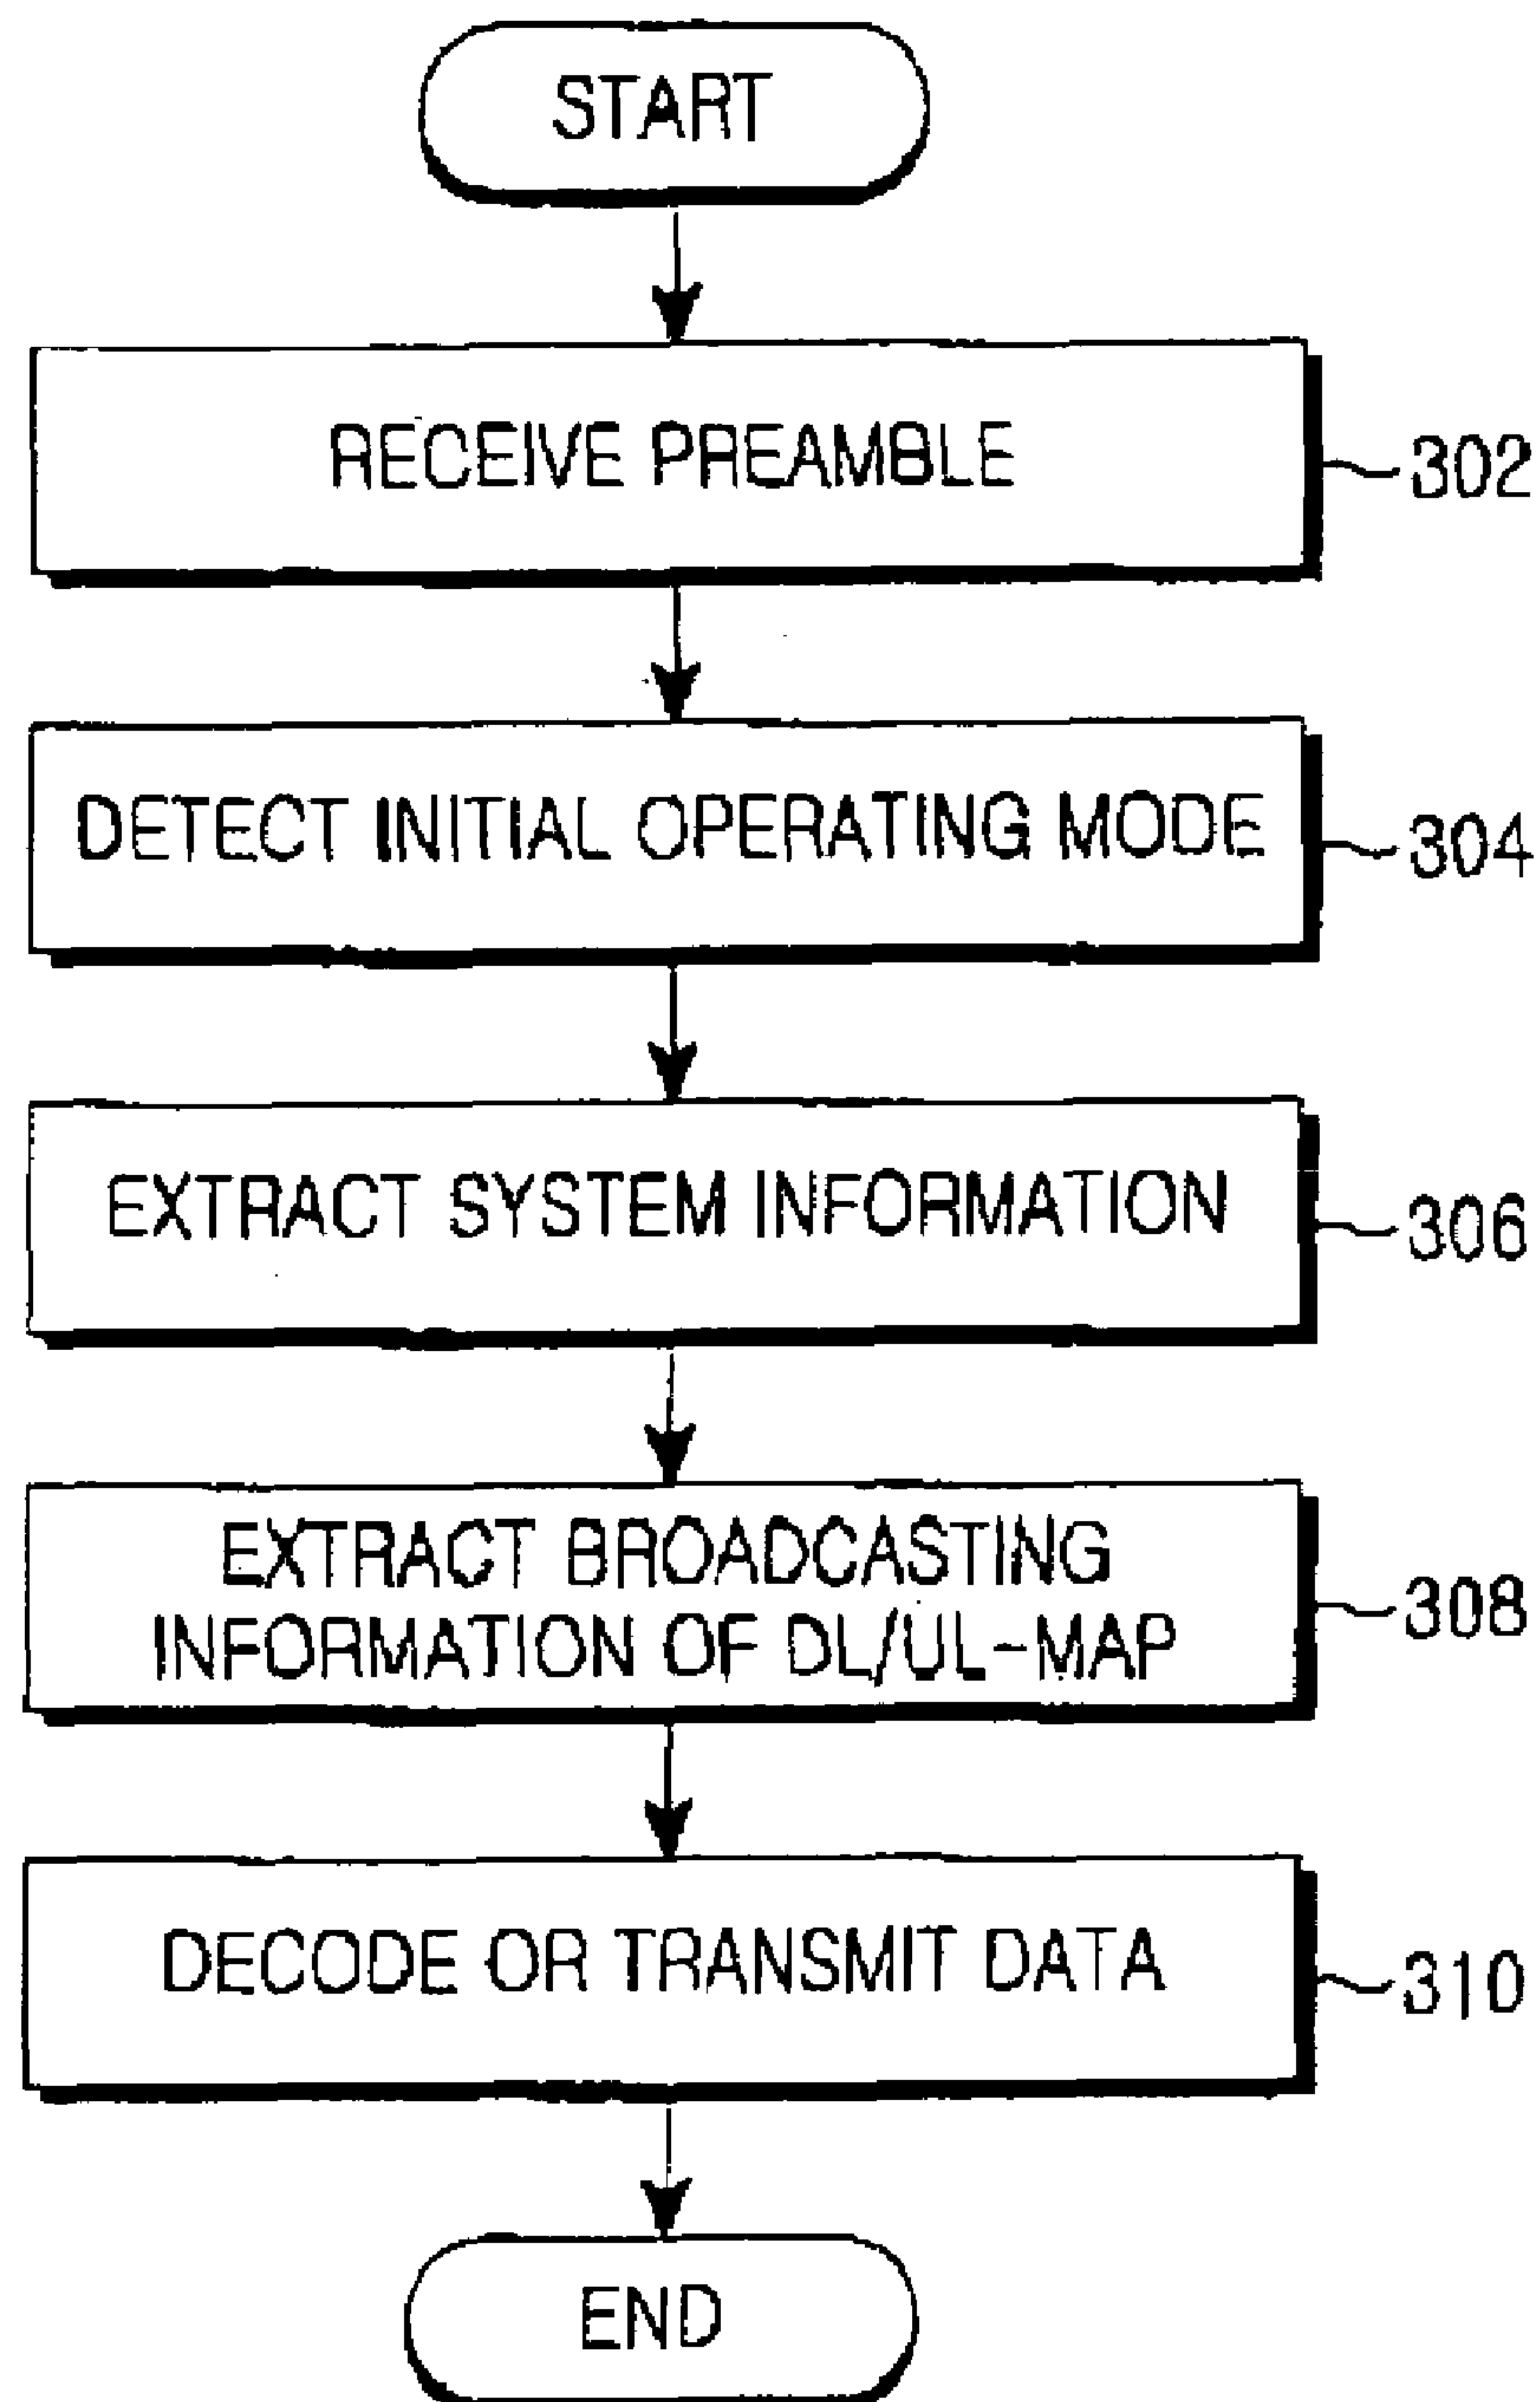 START
RECEIVE PREAMBLE
302
DETECT INITIAL OPERATING MODE
304
EXTRACT SYSTEM INFORMATION
306
EXTRACT BROADCASTING
INFORMATION OF DL/UL-MAP
308
DECODE OR TRANSMIT DATA
310
END